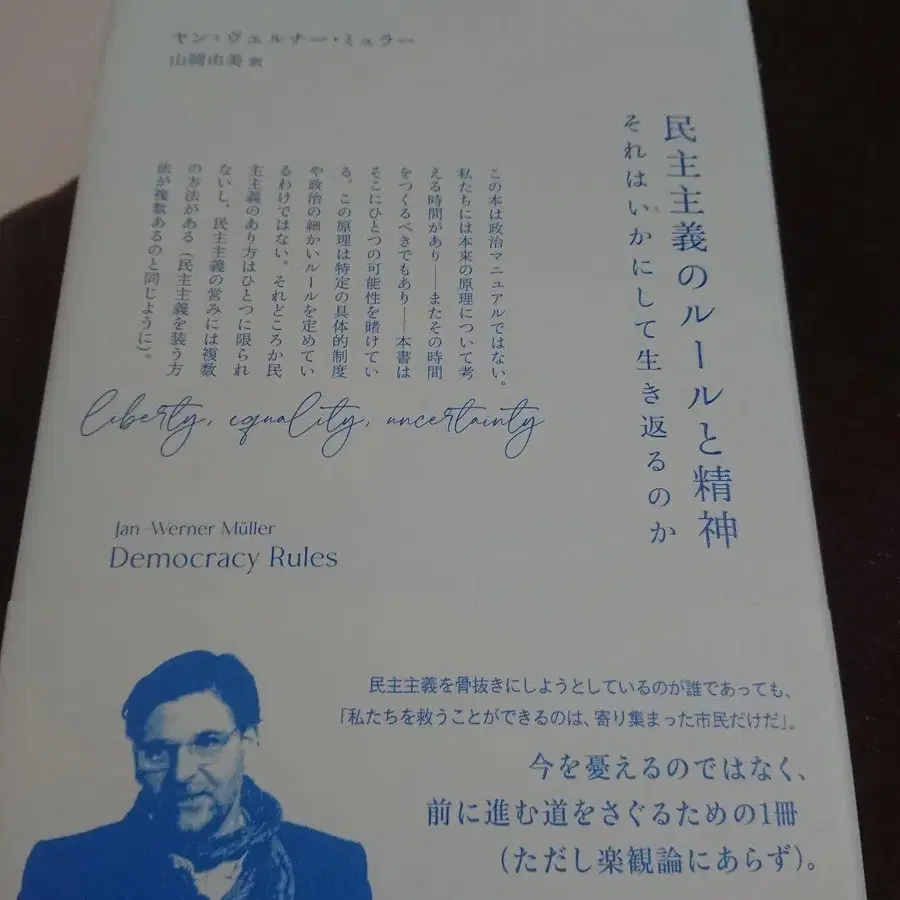 ヤン＝ヴェルナー・ミュラー
山岡由美 訳
民主主義のルールと精神
それはいかにして生き返るのか
この本は政治マニュアルではない。
私たちには本来の原理について考
える時間があり――またその時間
をつくるべきでもあり――本書は
そこにひとつの可能性を賭けてい
る。この原理は特定の具体的制度
や政治の細かいルールを定めてい
るわけではない。それどころか民
主主義のあり方はひとつに限られ
ないし、民主主義の営みには複数
の方法がある（民主主義を装う方
法が複数あるのと同じように）。
liberty, equality, uncertainty
Jan-Werner Müller
Democracy Rules
民主主義を骨抜きにしようとしているのが誰であっても、
「私たちを救うことができるのは、寄り集まった市民だけだ」。
今を憂えるのではなく、
前に進む道をさぐるための1冊
（ただし楽観論にあらず）。